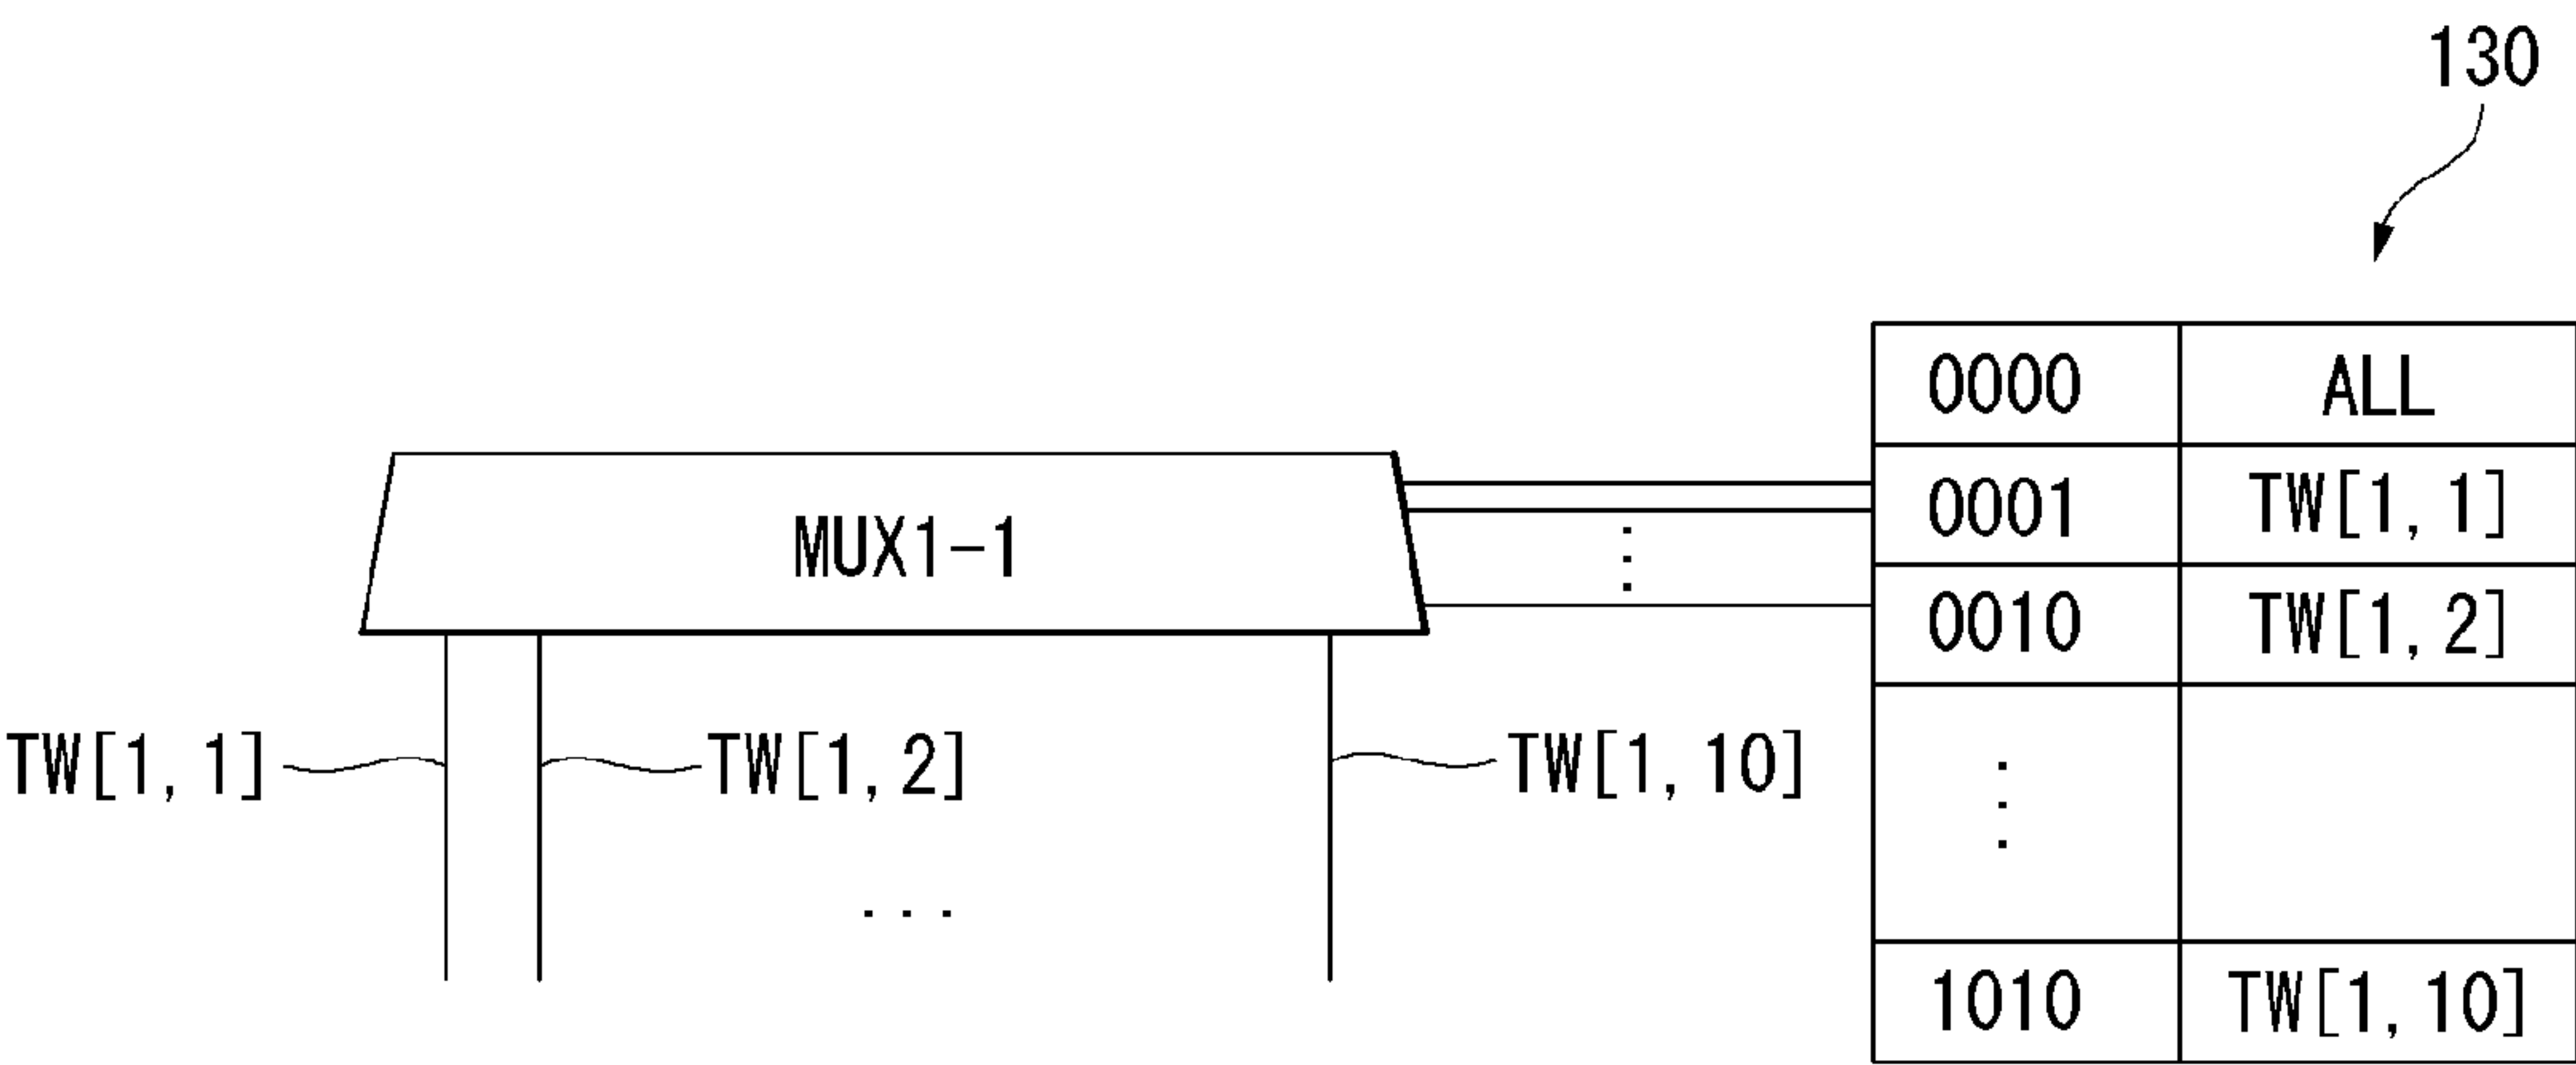 130
0000 ALL
0001 TW[1, 1]
0010 TW[1, 2]
⋮
1010 TW[1, 10]
MUX1-1
⋮
TW[1, 1] TW[1, 2] TW[1, 10]
...